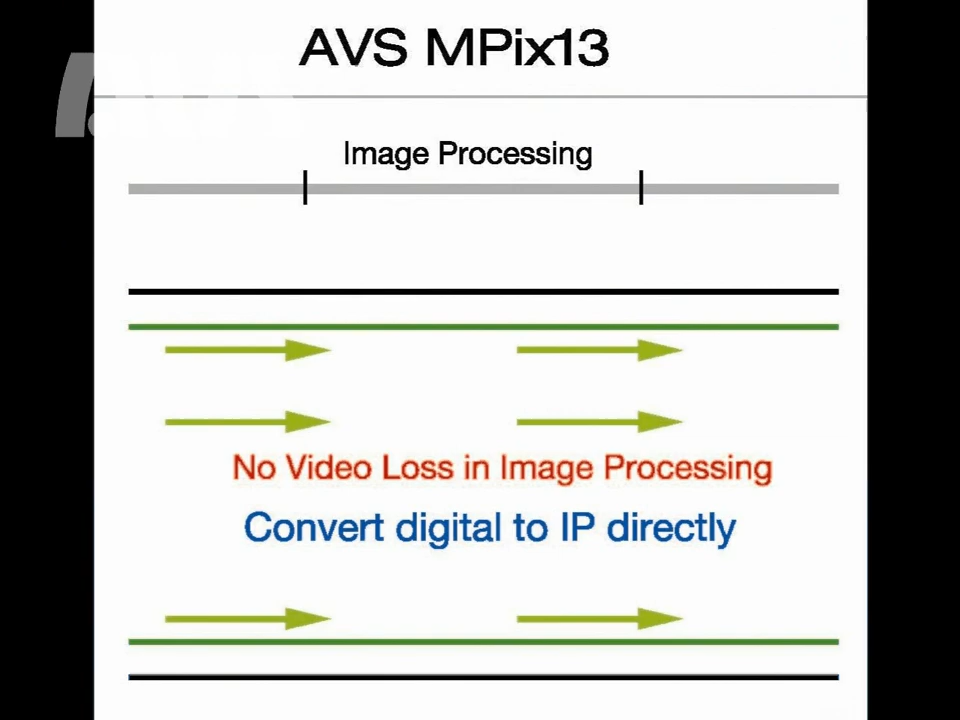 AVS MPix13
Image Processing
No Video Loss in Image Processing
Convert digital to IP directly